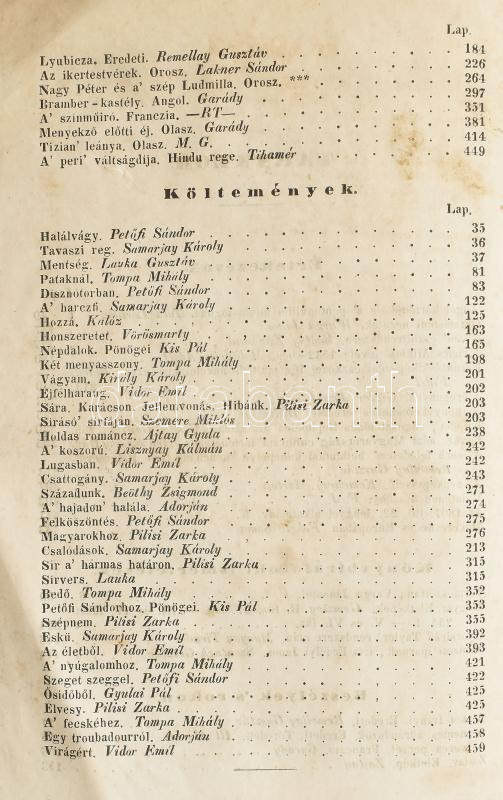 Lap.
Lyubicza. Eredeti. Remellay Gusztáv 184
Az ikertestvérek. Orosz. Lakner Sándor 226
Nagy Péter és a' szép Ludmilla. Orosz. *** 264
Bramber-kastély. Angol. Garády 297
A' szinműiró. Franczia. —RT— 351
Menyekző előtti éj. Olasz. Garády 381
Tizian' leánya. Olasz. M. G. 414
A' peri' váltságdija. Hindu rege. Tihamér 449
Költemények.
Lap.
Halálvágy. Petőfi Sándor 35
Tavaszi reg. Samarjay Károly 36
Mentség. Lauka Gusztáv 37
Pataknál. Tompa Mihály 81
Disznotorban. Petőfi Sándor 83
A' harczfi. Samarjay Károly 122
Hozzá. Kalóz 125
Honszeretet. Vörösmarty 163
Népdalok. Pönögei Kis Pál 165
Két menyasszony. Tompa Mihály 198
Vágyam. Király Károly 201
Éjfélharang. Vidor Emil 202
Sára. Karácson. Jellemvonás. Hibánk. Pilisi Zarka 203
Sirásó' sirfáján. Szemere Miklós 203
Holdas románcz. Ajtay Gyula 238
A' koszorú. Lisznyay Kálmán 242
Lugasban. Vidor Emil 242
Csattogány. Samarjay Károly 243
Századunk. Beöthy Zsigmond 271
A' hajadon' halála. Adorján 274
Felköszöntés. Petőfi Sándor 275
Magyarokhoz. Pilisi Zarka 276
Csalódások. Samarjay Károly 213
Sir a' hármas határon. Pilisi Zarka 315
Sirvers. Lauka 315
Bedő. Tompa Mihály 352
Petőfi Sándorhoz. Pönögei. Kis Pál 353
Szépnem. Pilisi Zarka 355
Eskü. Samarjay Károly 392
Az életből. Vidor Emil 393
A' nyúgalomhoz. Tompa Mihály 421
Szeget szeggel. Petőfi Sándor 422
Ősidőből. Gyulai Pál 425
Elvesy. Pilisi Zarka 425
A' fecskéhez. Tompa Mihály 457
Egy troubadourról. Adorján 458
Virágért. Vidor Emil 459